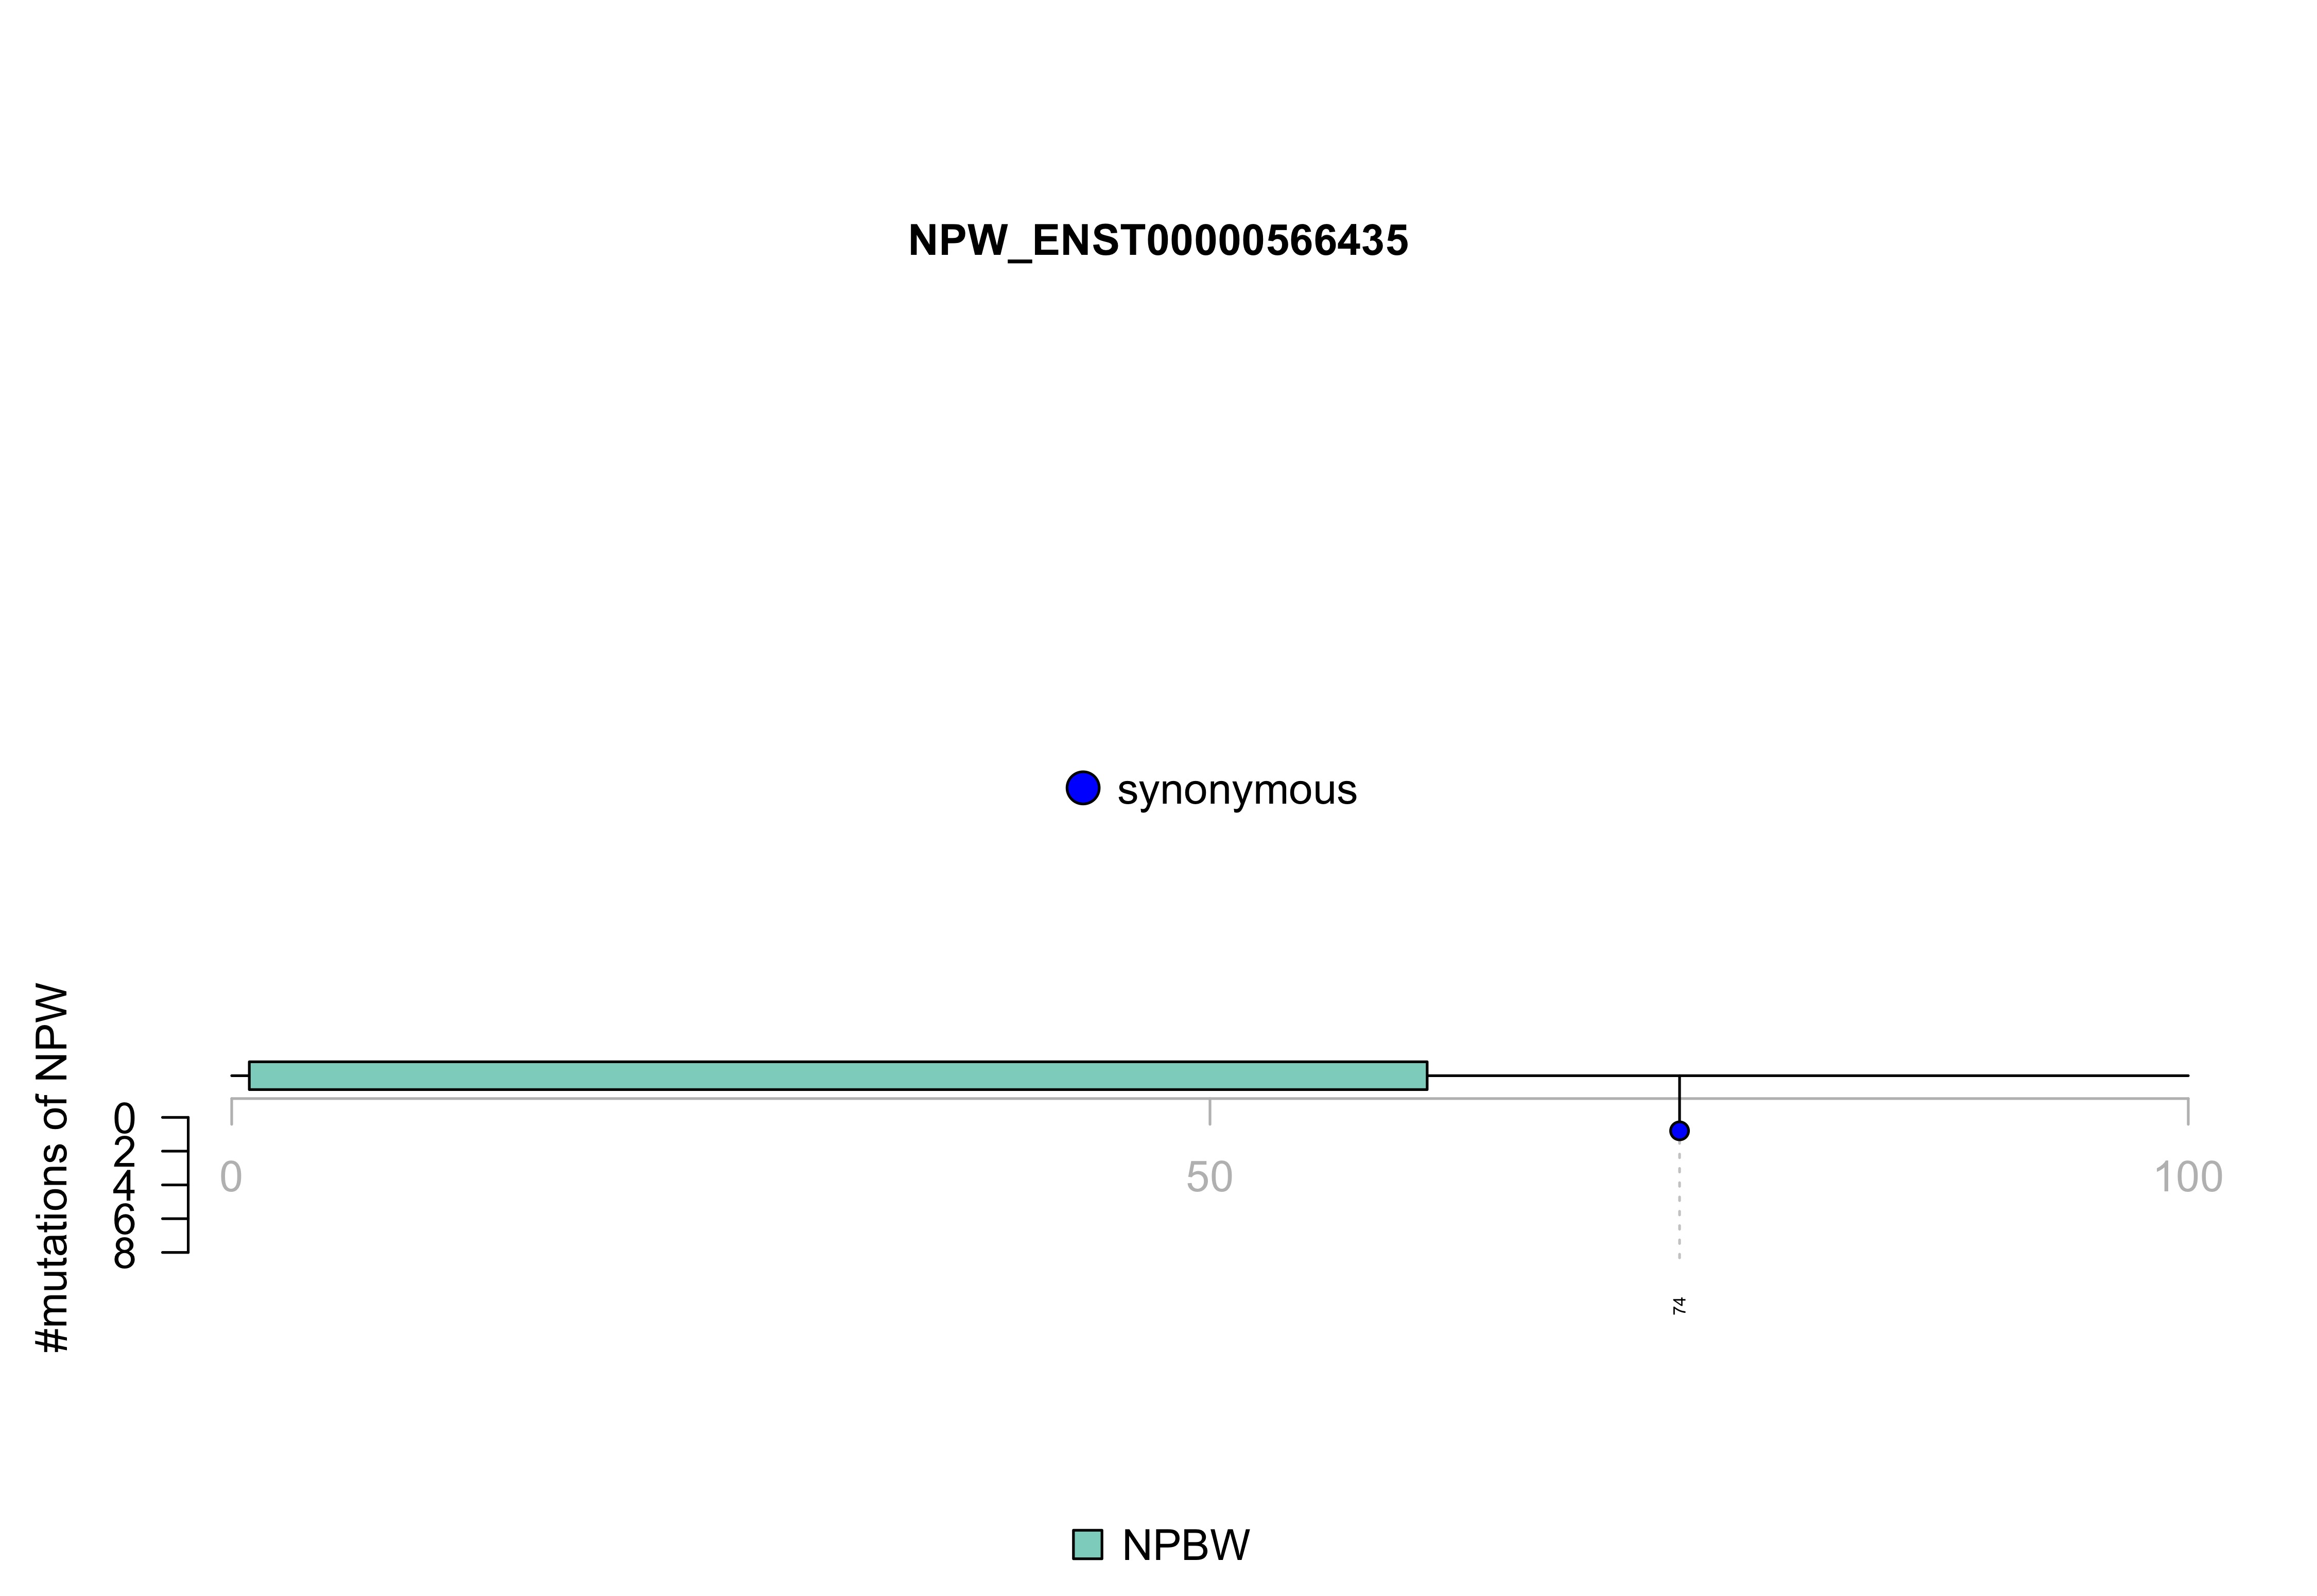 NPW_ENST00000566435
synonymous
#mutations of NPW
0
2
4
6
8
0
50
100
74
NPBW